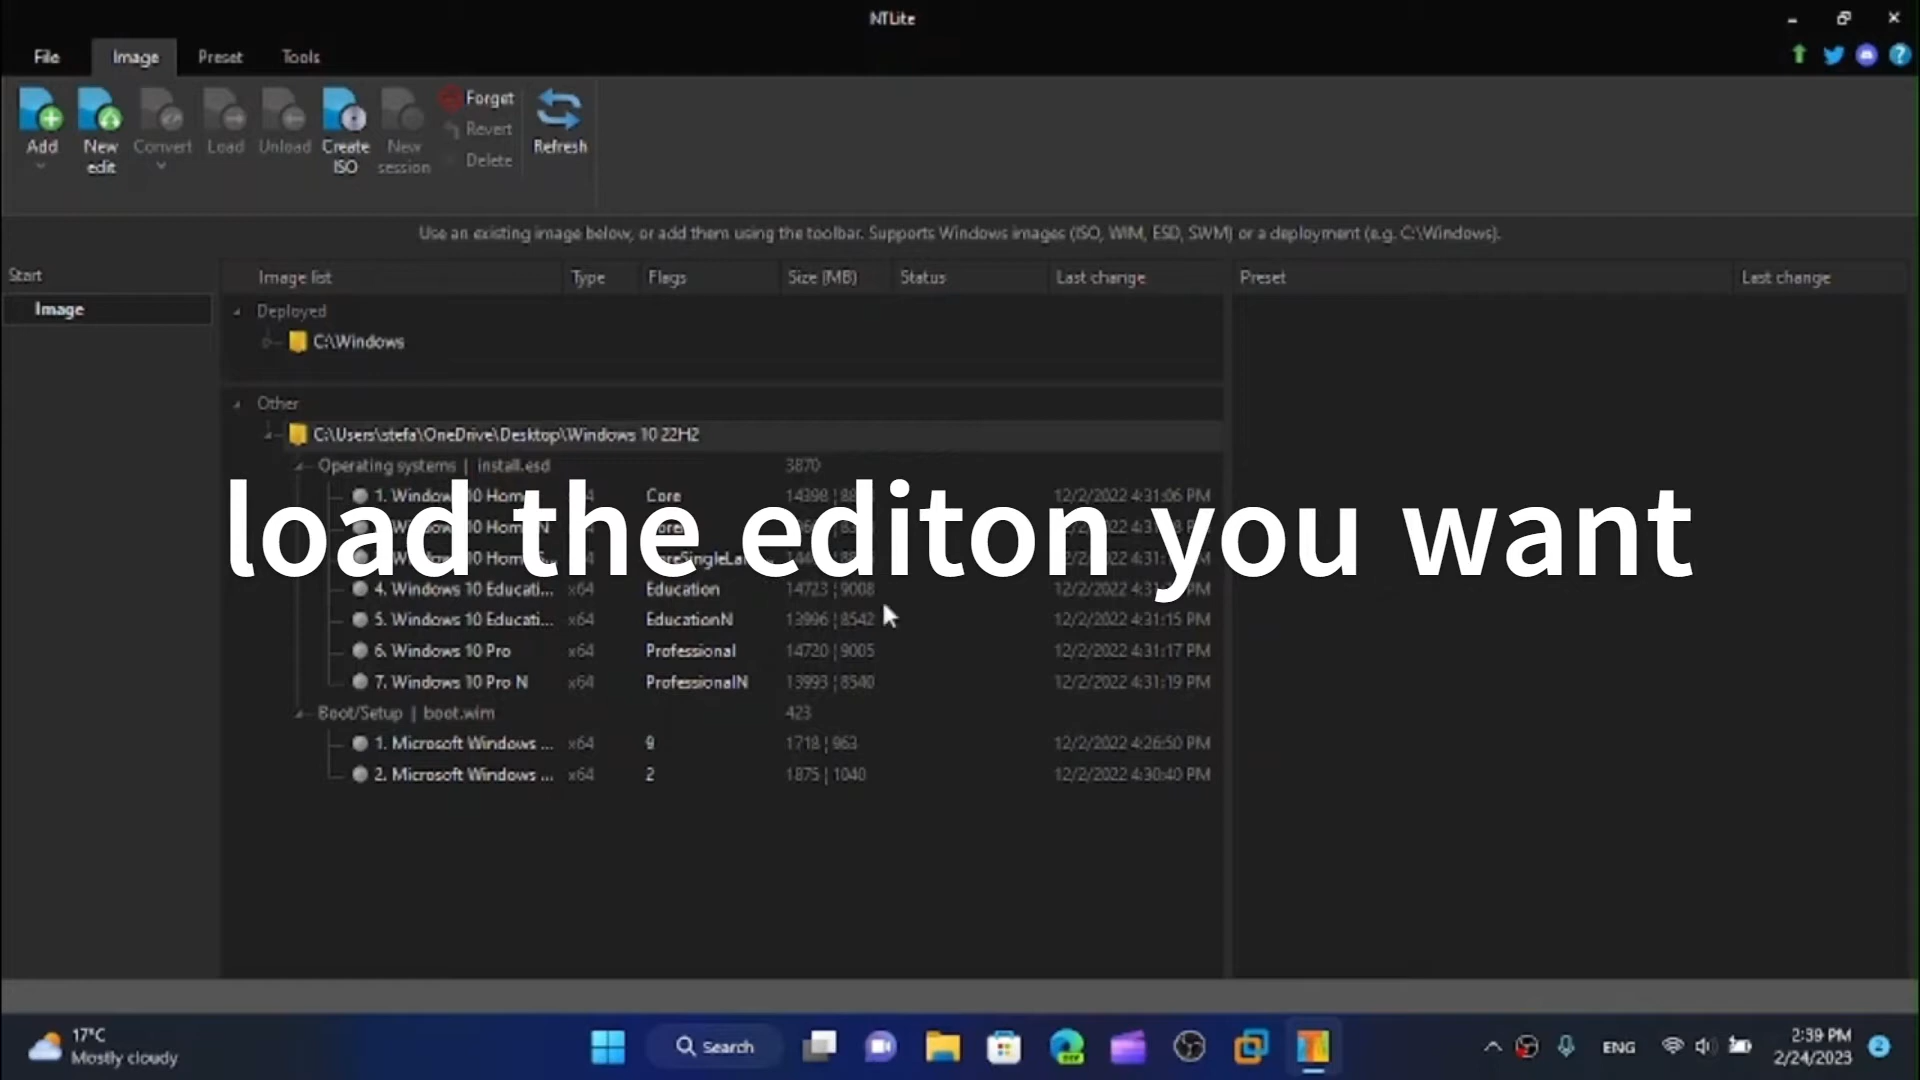 NTLite
File Image Preset Tools
Add New edit Convert Load Unload Create ISO New session Forget Revert Delete Refresh
Use an existing image below, or add them using the toolbar. Supports Windows images (ISO, WIM, ESD, SWM) or a deployment (e.g. C:\Windows).
Start
Image
Image list Type Flags Size (MB) Status Last change Preset Last change
Deployed
C:\Windows
Other
C:\Users\stefa\OneDrive\Desktop\Windows 10 22H2
Operating systems | install.esd 3870
1. Windows 10 Core 12/2/2022 4:31:06 PM
load the editon you want
4. Windows 10 Educati... x64 Education 14723 | 9008
5. Windows 10 Educati... x64 EducationN 13996 | 8542 12/2/2022 4:31:15 PM
6. Windows 10 Pro x64 Professional 14720 | 9005 12/2/2022 4:31:17 PM
7. Windows 10 Pro N x64 ProfessionalN 13993 | 8540 12/2/2022 4:31:19 PM
Boot/Setup | boot.wim 423
1. Microsoft Windows ... x64 9 1718 | 963 12/2/2022 4:26:50 PM
2. Microsoft Windows ... x64 2 1875 | 1040 12/2/2022 4:30:40 PM
17°C
Mostly cloudy
Search
ENG
2:39 PM
2/24/2023
2